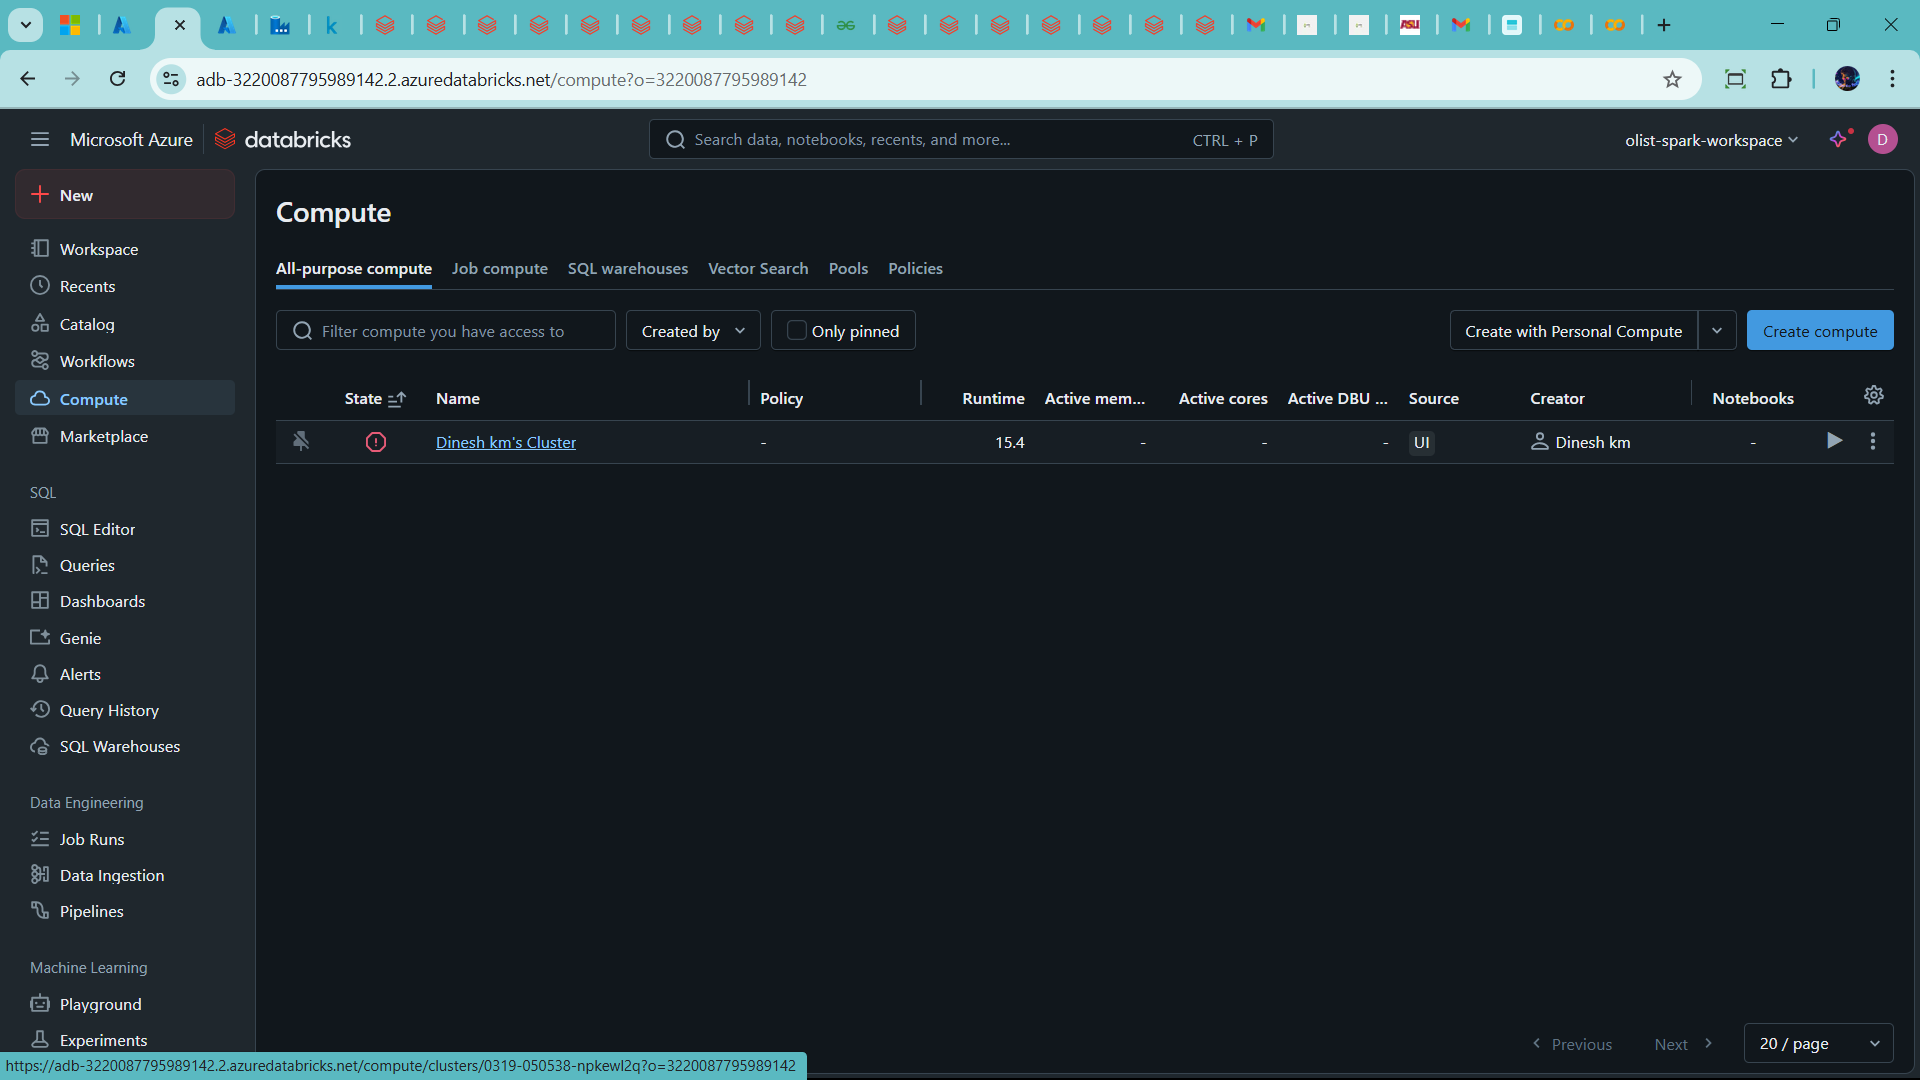 adb-3220087795989142.2.azuredatabricks.net/compute?o=3220087795989142
Microsoft Azure
databricks
Search data, notebooks, recents, and more...
CTRL + P
olist-spark-workspace
D
New
Workspace
Recents
Catalog
Workflows
Compute
Marketplace
SQL
SQL Editor
Queries
Dashboards
Genie
Alerts
Query History
SQL Warehouses
Data Engineering
Job Runs
Data Ingestion
Pipelines
Machine Learning
Playground
Experiments
Compute
All-purpose compute Job compute SQL warehouses Vector Search Pools Policies
Filter compute you have access to
Created by
Only pinned
Create with Personal Compute
Create compute
State Name Policy Runtime Active mem... Active cores Active DBU ... Source Creator Notebooks
Dinesh km's Cluster - 15.4 - - - UI Dinesh km -
Previous Next 20 / page
https://adb-3220087795989142.2.azuredatabricks.net/compute/clusters/0319-050538-npkewl2q?o=3220087795989142